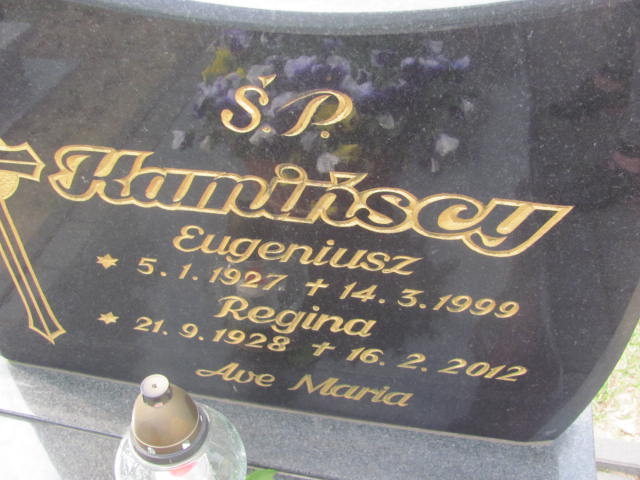 Ś.P.
Kamińscy
Eugeniusz
* 5.1.1927 + 14.3.1999
Regina
* 21.9.1928 + 16.2.2012
Ave Maria